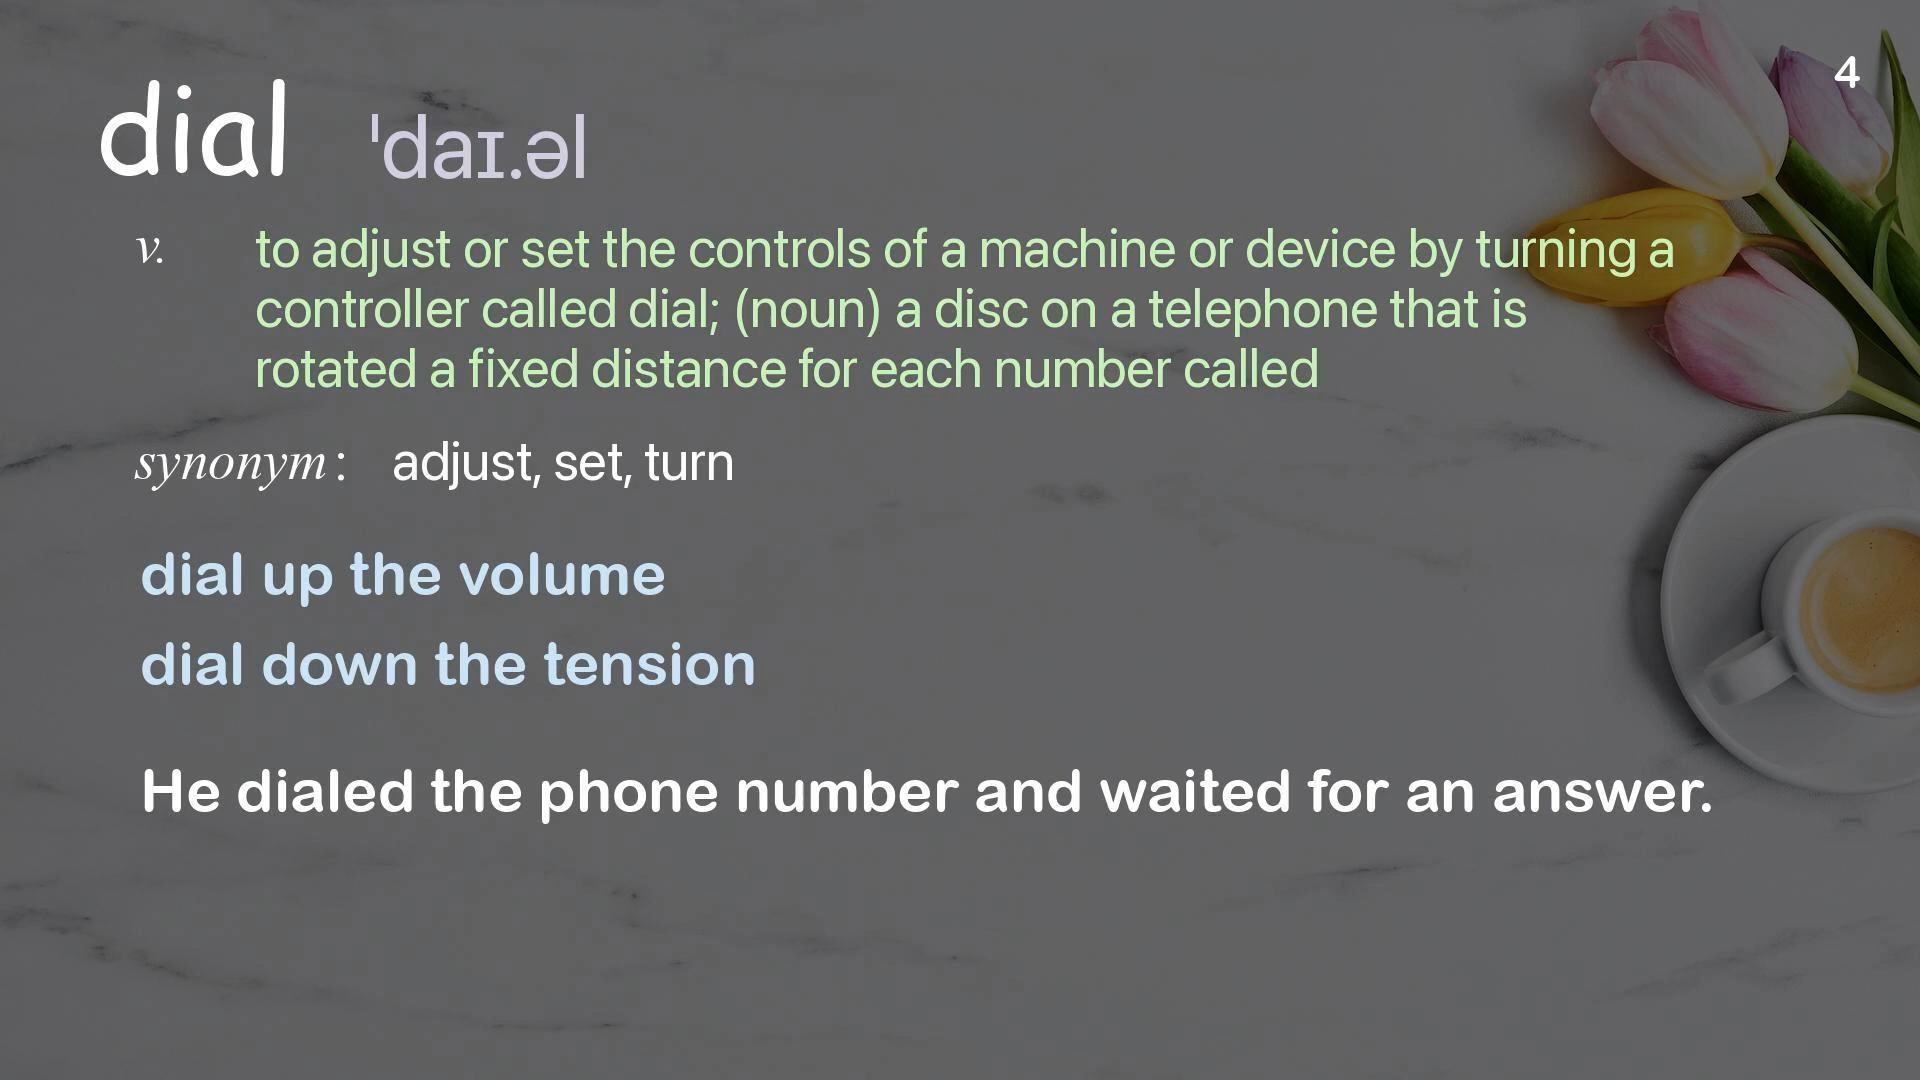 4
dial ˈdaɪ.əl
v. to adjust or set the controls of a machine or device by turning a
controller called dial; (noun) a disc on a telephone that is
rotated a fixed distance for each number called
synonym: adjust, set, turn
dial up the volume
dial down the tension
He dialed the phone number and waited for an answer.